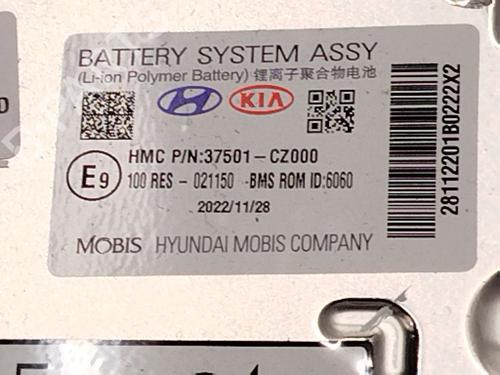 BATTERY SYSTEM ASSY
(Li-ion Polymer Battery) 锂离子聚合物电池
KIA
HMC P/N:37501-CZ000
E9
100 RES - 021150 -BMS ROM ID:6060
2022/11/28
MOBIS HYUNDAI MOBIS COMPANY
28112201B0222X2
D